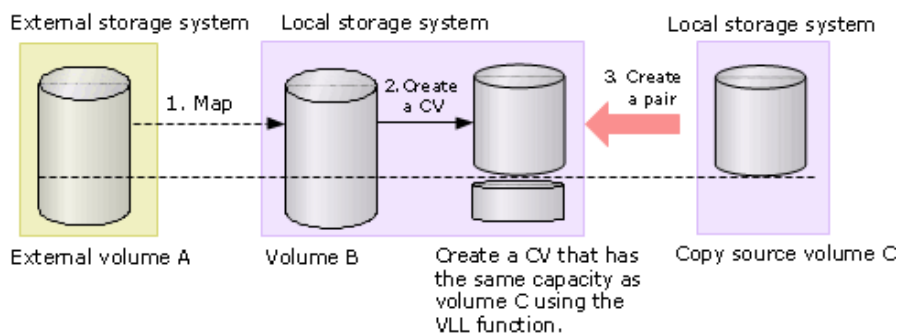 External storage system
Local storage system
Local storage system
1. Map
2. Create
a CV
3. Create
a pair
External volume A
Volume B
Create a CV that has
the same capacity as
volume C using the
VLL function.
Copy source volume C